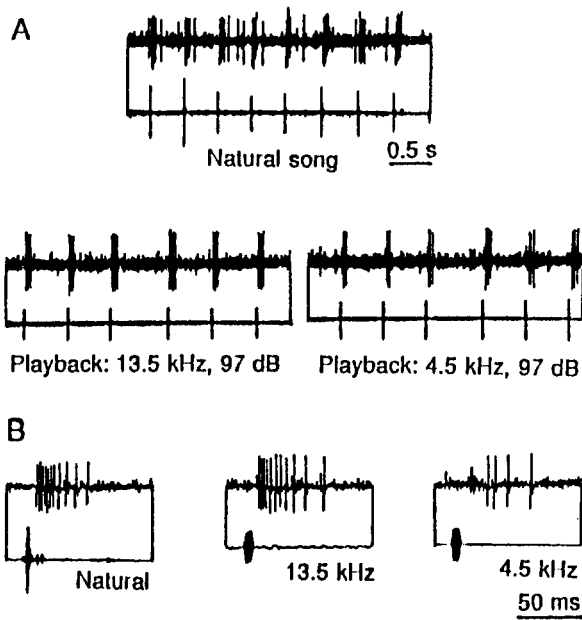 A
Natural song
0.5 s
Playback: 13.5 kHz, 97 dB
Playback: 4.5 kHz, 97 dB
B
Natural
13.5 kHz
4.5 kHz
50 ms